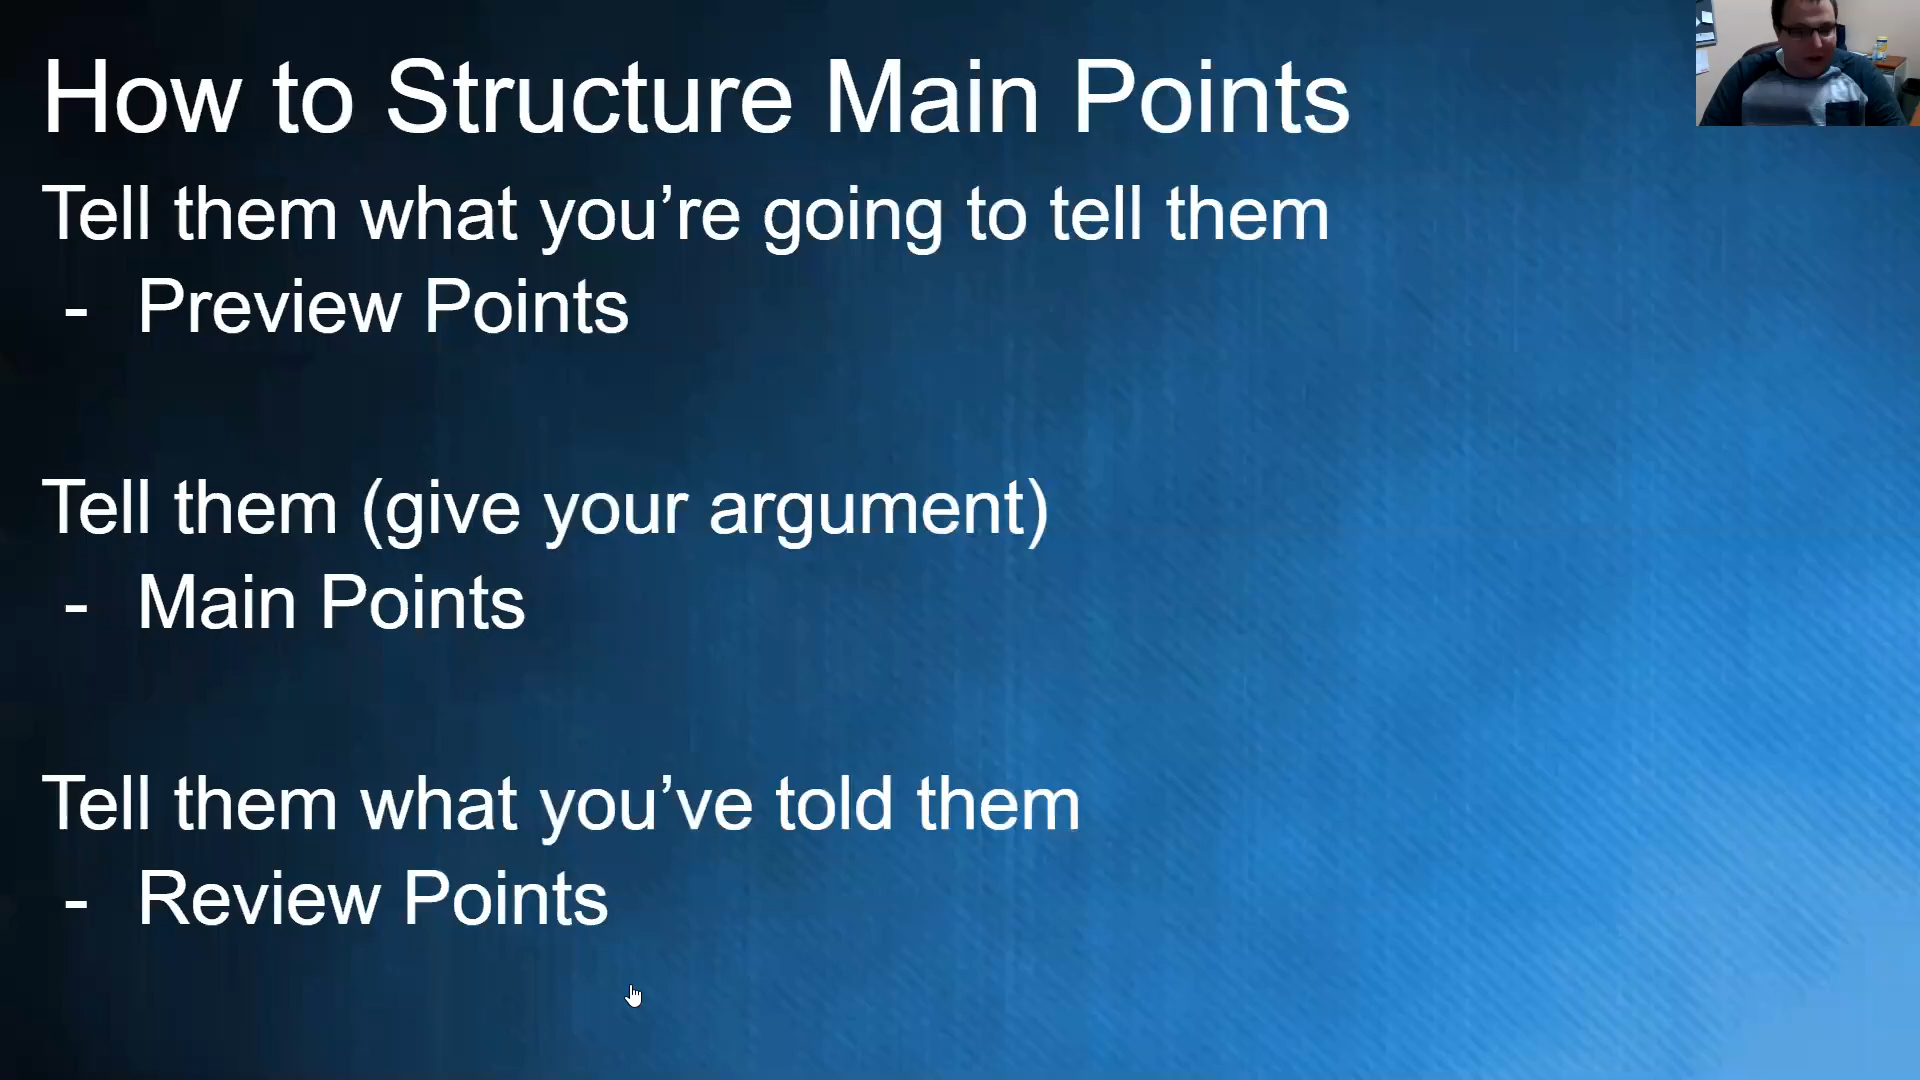 How to Structure Main Points
Tell them what you’re going to tell them
- Preview Points
Tell them (give your argument)
- Main Points
Tell them what you’ve told them
- Review Points